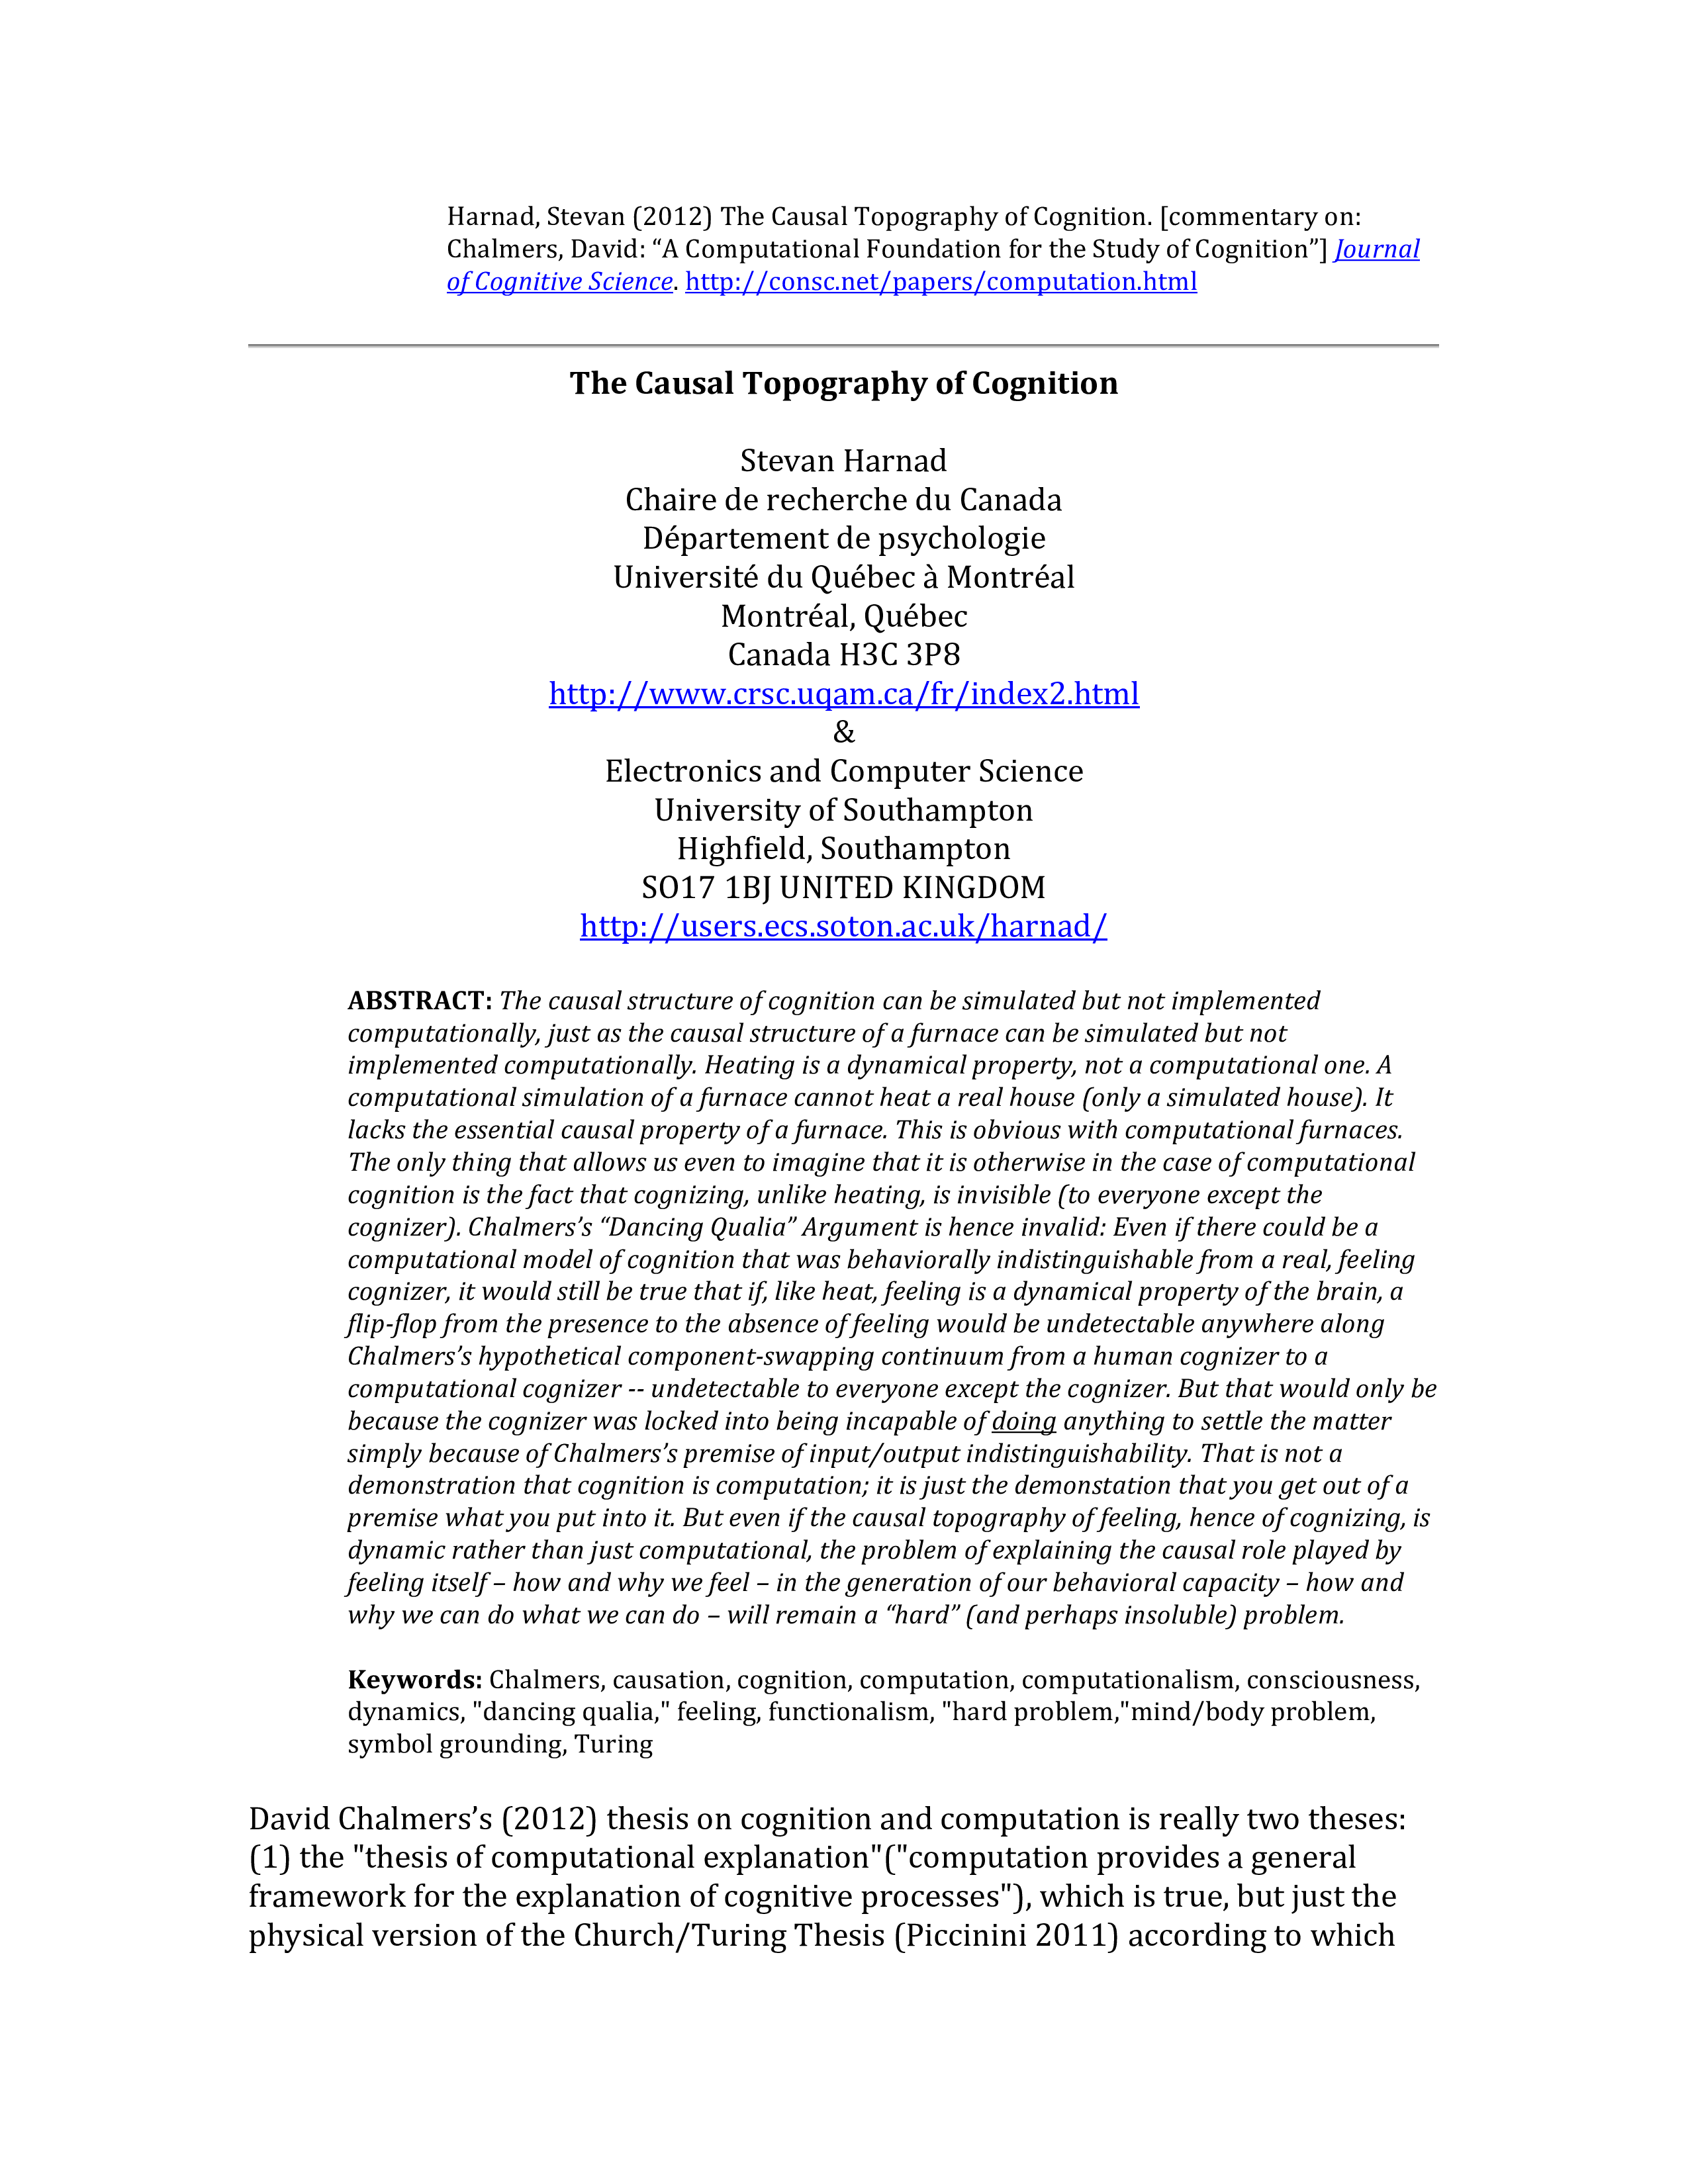 Harnad, Stevan (2012) The Causal Topography of Cognition. [commentary on:
Chalmers, David: “A Computational Foundation for the Study of Cognition”] Journal
of Cognitive Science. http://consc.net/papers/computation.html
The Causal Topography of Cognition
Stevan Harnad
Chaire de recherche du Canada
Département de psychologie
Université du Québec à Montréal
Montréal, Québec
Canada H3C 3P8
http://www.crsc.uqam.ca/fr/index2.html
&
Electronics and Computer Science
University of Southampton
Highfield, Southampton
SO17 1BJ UNITED KINGDOM
http://users.ecs.soton.ac.uk/harnad/
ABSTRACT: The causal structure of cognition can be simulated but not implemented
computationally, just as the causal structure of a furnace can be simulated but not
implemented computationally. Heating is a dynamical property, not a computational one. A
computational simulation of a furnace cannot heat a real house (only a simulated house). It
lacks the essential causal property of a furnace. This is obvious with computational furnaces.
The only thing that allows us even to imagine that it is otherwise in the case of computational
cognition is the fact that cognizing, unlike heating, is invisible (to everyone except the
cognizer). Chalmers’s “Dancing Qualia” Argument is hence invalid: Even if there could be a
computational model of cognition that was behaviorally indistinguishable from a real, feeling
cognizer, it would still be true that if, like heat, feeling is a dynamical property of the brain, a
flip-flop from the presence to the absence of feeling would be undetectable anywhere along
Chalmers’s hypothetical component-swapping continuum from a human cognizer to a
computational cognizer -- undetectable to everyone except the cognizer. But that would only be
because the cognizer was locked into being incapable of doing anything to settle the matter
simply because of Chalmers’s premise of input/output indistinguishability. That is not a
demonstration that cognition is computation; it is just the demonstation that you get out of a
premise what you put into it. But even if the causal topography of feeling, hence of cognizing, is
dynamic rather than just computational, the problem of explaining the causal role played by
feeling itself – how and why we feel – in the generation of our behavioral capacity – how and
why we can do what we can do – will remain a “hard” (and perhaps insoluble) problem.
Keywords: Chalmers, causation, cognition, computation, computationalism, consciousness,
dynamics, "dancing qualia," feeling, functionalism, "hard problem,"mind/body problem,
symbol grounding, Turing
David Chalmers’s (2012) thesis on cognition and computation is really two theses:
(1) the "thesis of computational explanation"("computation provides a general
framework for the explanation of cognitive processes"), which is true, but just the
physical version of the Church/Turing Thesis (Piccinini 2011) according to which